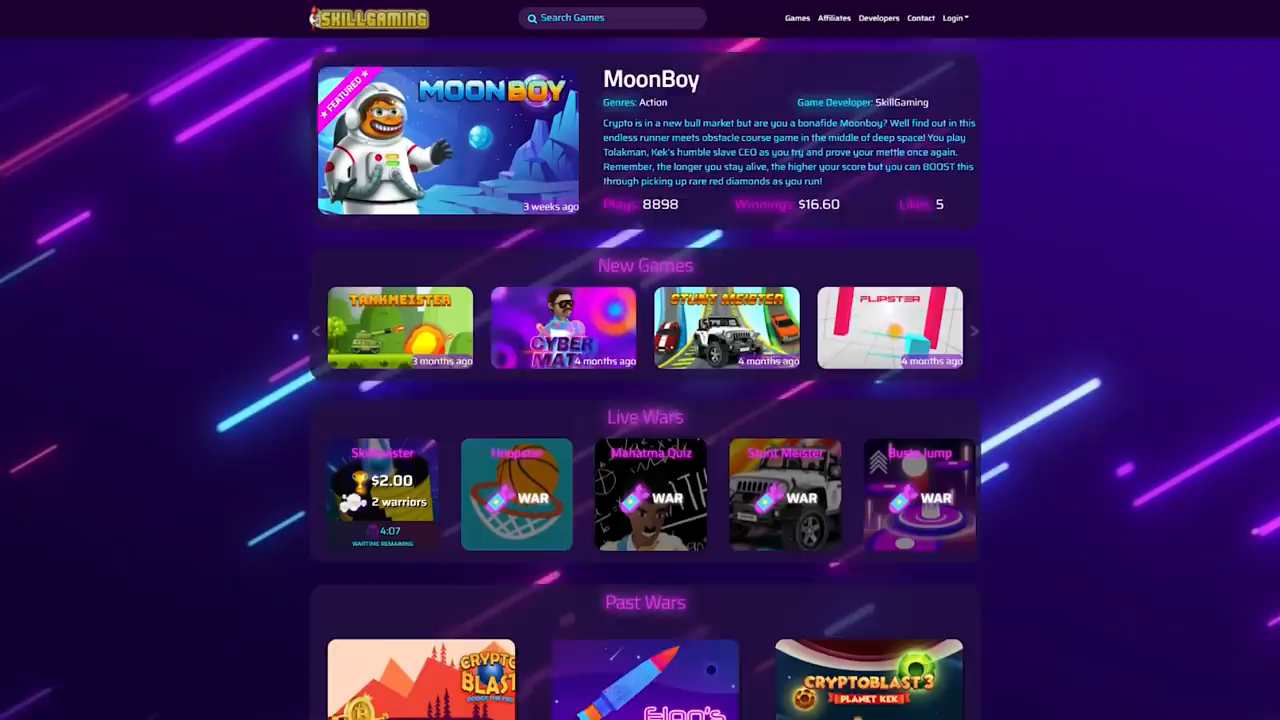 SKILLGAMING
Search Games
Games Affiliates Developers Contact Login
★ FEATURED ★
MOONBOY
3 weeks ago
MoonBoy
Genres: Action Game Developer: SkillGaming
Crypto is in a new bull market but are you a bonafide Moonboy? Well find out in this
endless runner meets obstacle course game in the middle of deep space! You play
Tolakman, Kek's humble slave CEO as you try and prove your mettle once again.
Remember, the longer you stay alive, the higher your score but you can BOOST this
through picking up rare red diamonds as you run!
Plays: 8898 Winnings: $16.60 Likes: 5
New Games
TANKMEISTER
3 months ago
CYBER
MAT
4 months ago
STUNT MEISTER
4 months ago
FLIPSTER
4 months ago
Live Wars
$2.00
2 warriors
4:07
WARTIME REMAINING
Hoopster
WAR
Mahatma Quiz
WAR
Stunt Meister
WAR
Busta Jump
WAR
Past Wars
CRYPTO
BLAST
Elon's
CRYPTOBLAST 3
PLANET KEK